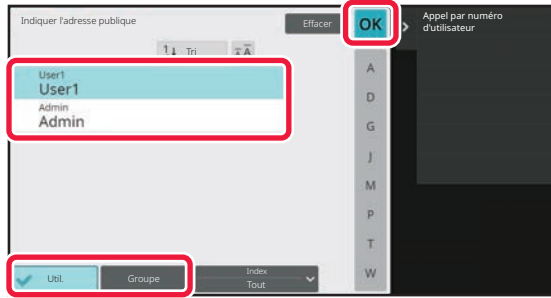 Indiquer l'adresse publique
Effacer
OK
Appel par numéro
d'utilisateur
Tri
User1
User1
Admin
Admin
A
D
G
J
M
P
T
W
Util.
Groupe
Index
Tout